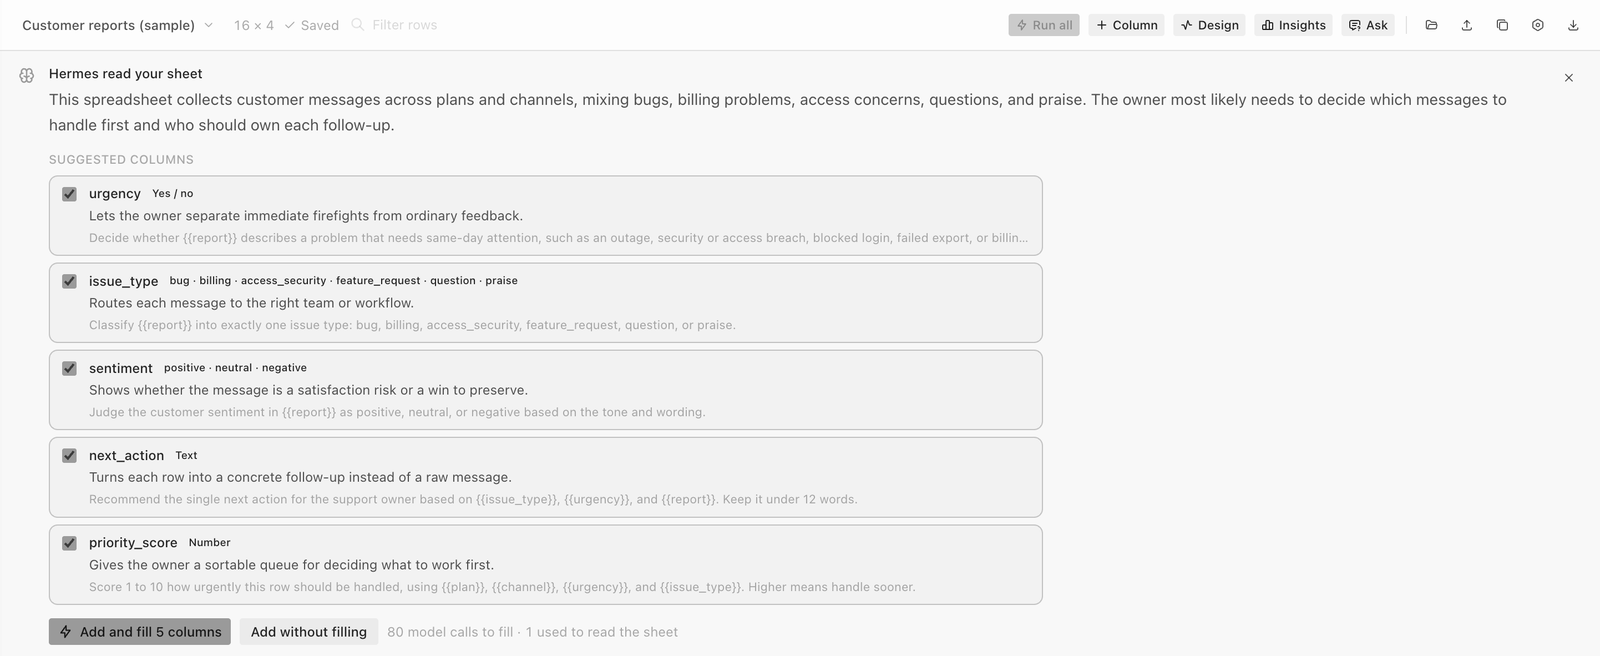 Customer reports (sample)
16 × 4
Saved
Filter rows
Run all
Column
Design
Insights
Ask
Hermes read your sheet
This spreadsheet collects customer messages across plans and channels, mixing bugs, billing problems, access concerns, questions, and praise. The owner most likely needs to decide which messages to
handle first and who should own each follow-up.
SUGGESTED COLUMNS
urgency Yes / no
Lets the owner separate immediate firefights from ordinary feedback.
Decide whether {{report}} describes a problem that needs same-day attention, such as an outage, security or access breach, blocked login, failed export, or billin...
issue_type bug · billing · access_security · feature_request · question · praise
Routes each message to the right team or workflow.
Classify {{report}} into exactly one issue type: bug, billing, access_security, feature_request, question, or praise.
sentiment positive · neutral · negative
Shows whether the message is a satisfaction risk or a win to preserve.
Judge the customer sentiment in {{report}} as positive, neutral, or negative based on the tone and wording.
next_action Text
Turns each row into a concrete follow-up instead of a raw message.
Recommend the single next action for the support owner based on {{issue_type}}, {{urgency}}, and {{report}}. Keep it under 12 words.
priority_score Number
Gives the owner a sortable queue for deciding what to work first.
Score 1 to 10 how urgently this row should be handled, using {{plan}}, {{channel}}, {{urgency}}, and {{issue_type}}. Higher means handle sooner.
Add and fill 5 columns
Add without filling
80 model calls to fill · 1 used to read the sheet